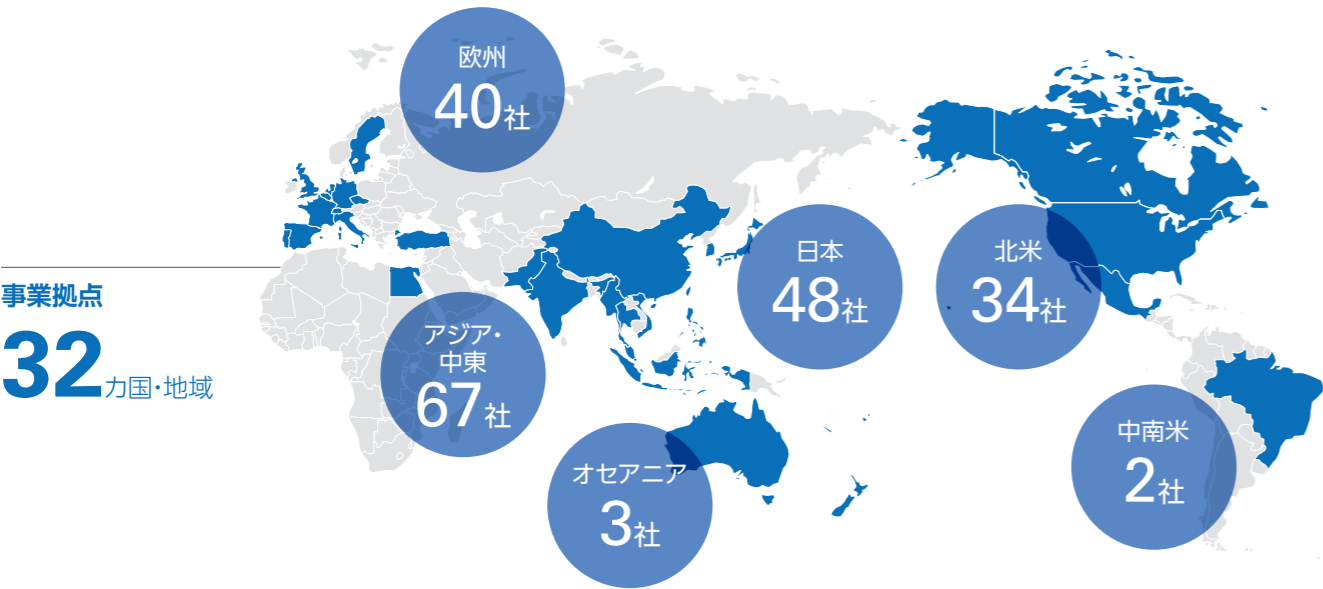 欧州
40社
事業拠点
32カ国・地域
アジア・
中東
67社
日本
48社
北米
34社
オセアニア
3社
中南米
2社